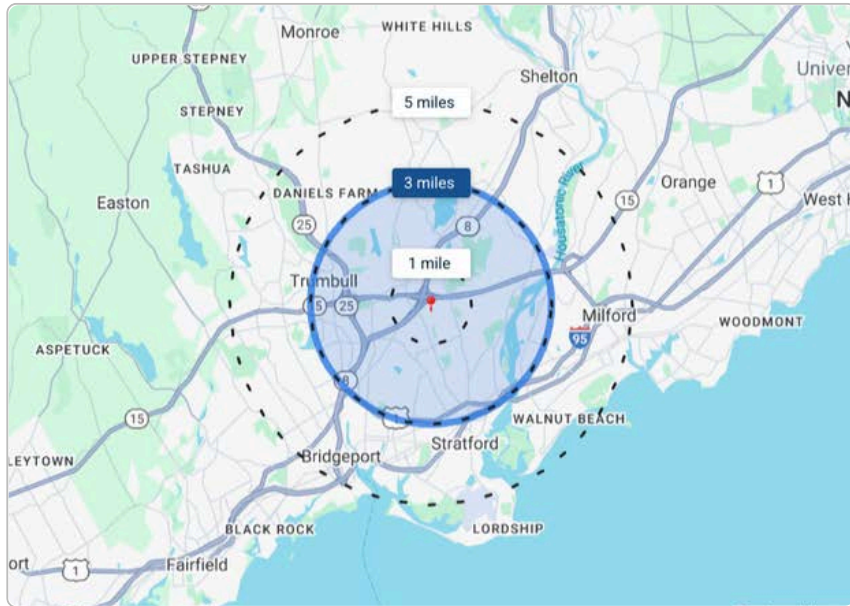 15
Monroe
WHITE HILLS
UPPER STEPNEY
Shelton
Univer
N
5 miles
STEPNEY
TASHUA
3 miles
Orange
1
DANIELS FARM
Easton
15
West H
25
8
Housatonic River
1 mile
Trumbull
15
25
Milford
WOODMONT
95
ASPETUCK
8
15
1
WALNUT BEACH
Stratford
LEYTOWN
Bridgeport
BLACK ROCK
LORDSHIP
ort
1
Fairfield